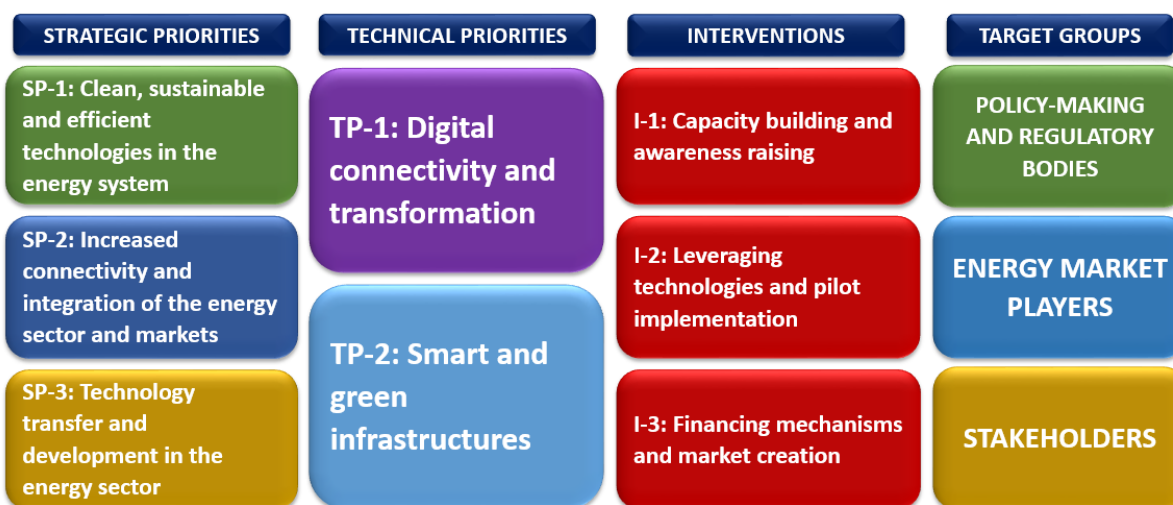 STRATEGIC PRIORITIES
SP-1: Clean, sustainable
and efficient
technologies in the
energy system
SP-2: Increased
connectivity and
integration of the energy
sector and markets
SP-3: Technology
transfer and
development in the
energy sector
TECHNICAL PRIORITIES
TP-1: Digital
connectivity and
transformation
TP-2: Smart and
green
infrastructures
INTERVENTIONS
I-1: Capacity building and
awareness raising
I-2: Leveraging
technologies and pilot
implementation
I-3: Financing mechanisms
and market creation
TARGET GROUPS
POLICY-MAKING
AND REGULATORY
BODIES
ENERGY MARKET
PLAYERS
STAKEHOLDERS